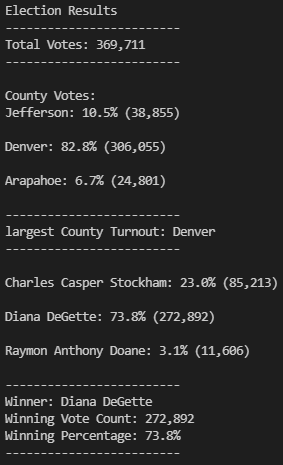 Election Results
-------------------------
Total Votes: 369,711
-------------------------
County Votes:
Jefferson: 10.5% (38,855)
Denver: 82.8% (306,055)
Arapahoe: 6.7% (24,801)
-------------------------
largest County Turnout: Denver
-------------------------
Charles Casper Stockham: 23.0% (85,213)
Diana DeGette: 73.8% (272,892)
Raymon Anthony Doane: 3.1% (11,606)
-------------------------
Winner: Diana DeGette
Winning Vote Count: 272,892
Winning Percentage: 73.8%
-------------------------